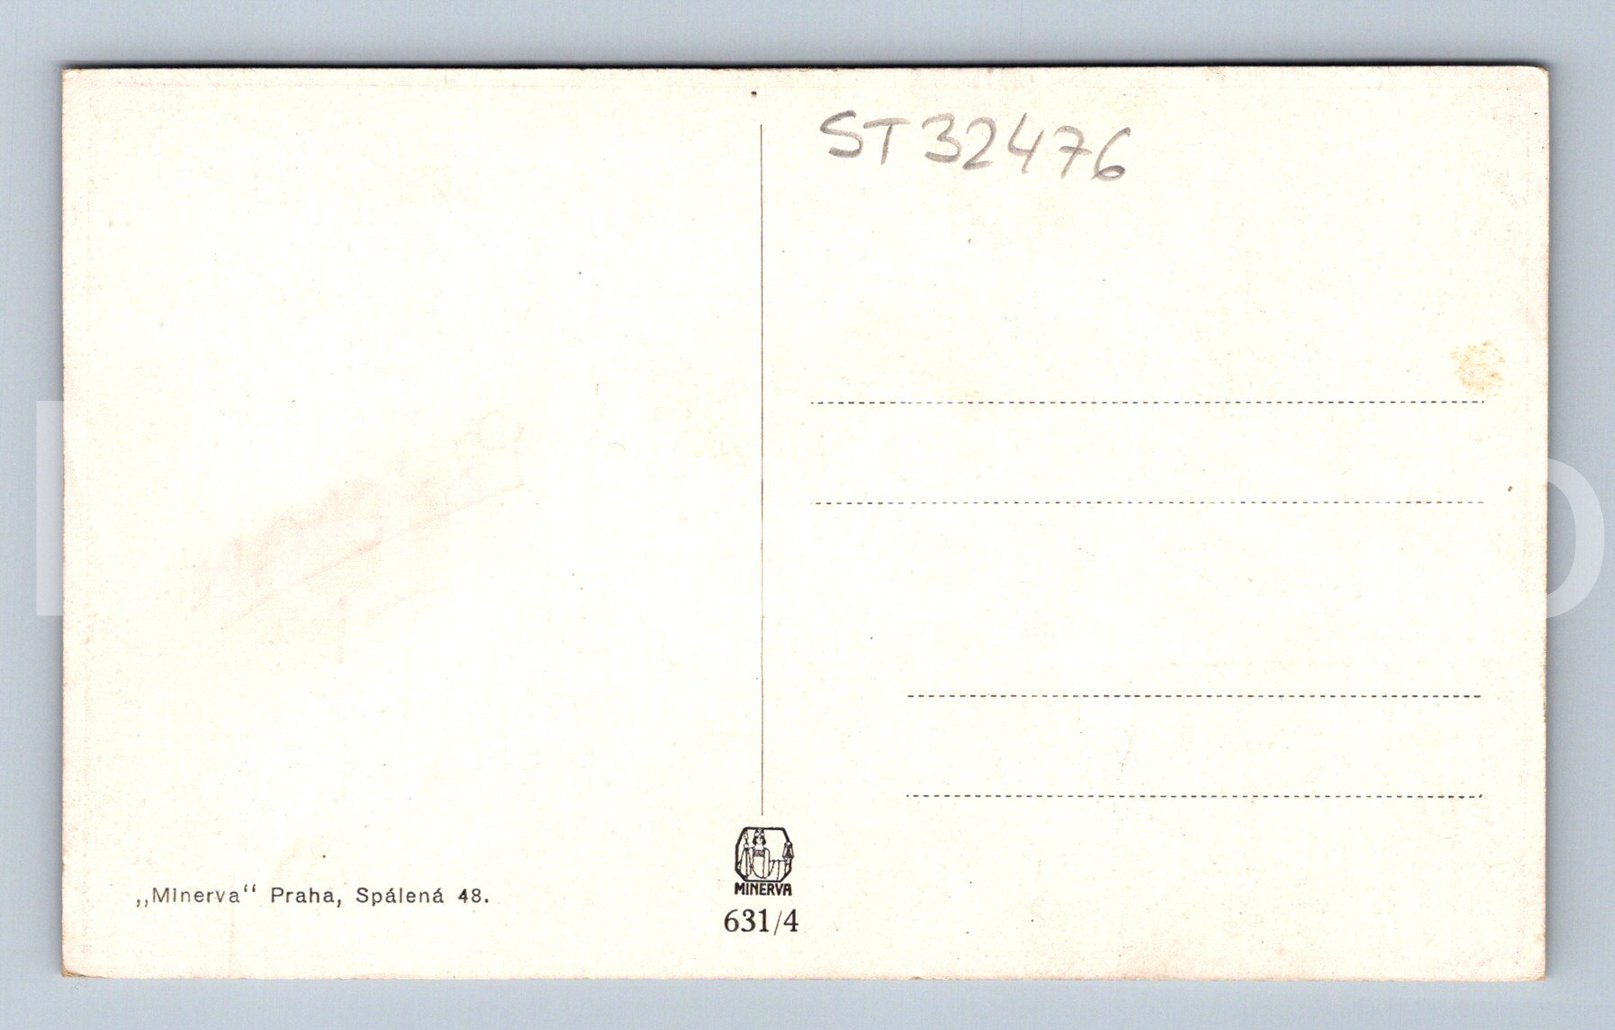 ST32476
„Minerva“ Praha, Spálená 48.
MINERVA
631/4